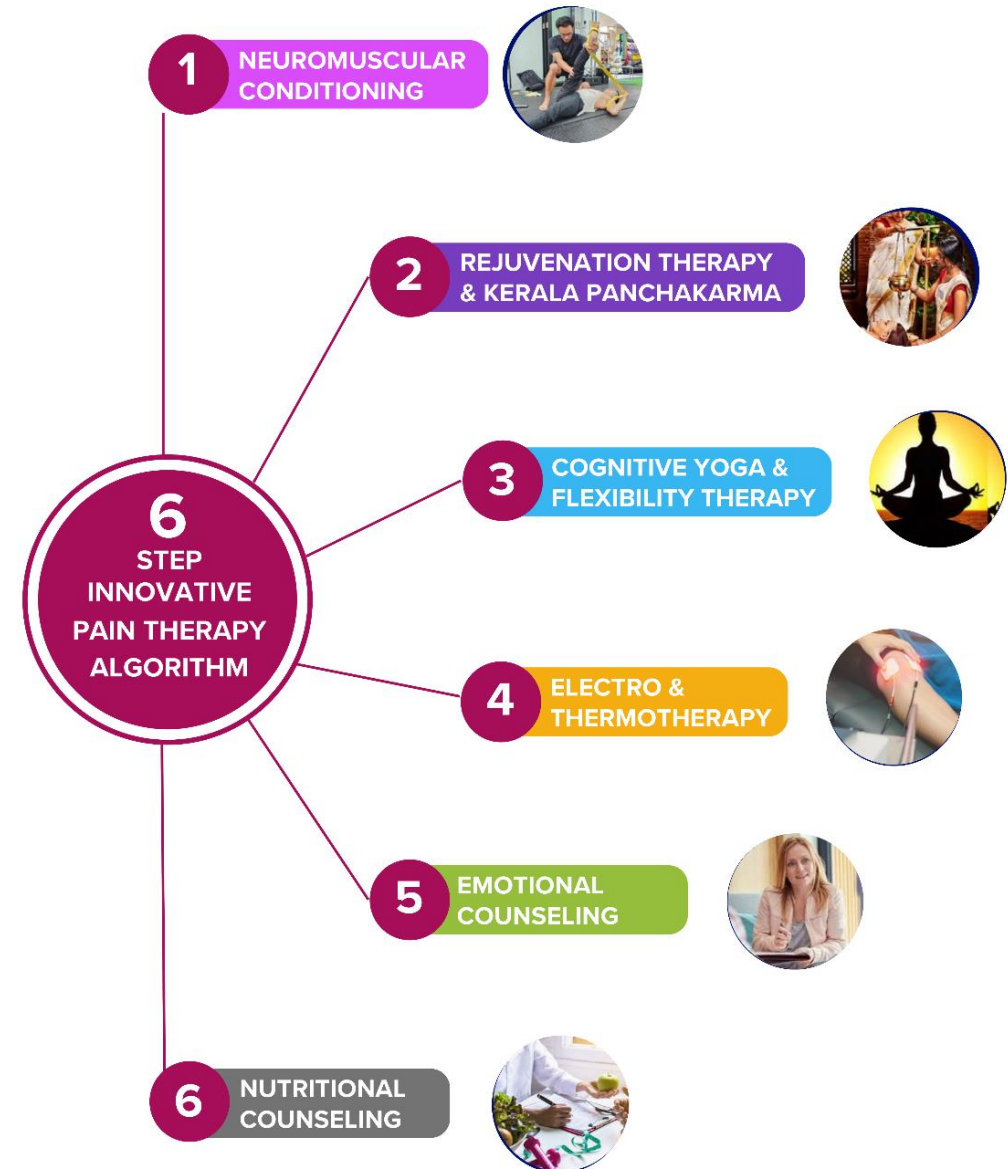 1
NEUROMUSCULAR
CONDITIONING
2
REJUVENATION THERAPY
& KERALA PANCHAKARMA
3
COGNITIVE YOGA &
FLEXIBILITY THERAPY
6
STEP
INNOVATIVE
PAIN THERAPY
ALGORITHM
4
ELECTRO &
THERMOTHERAPY
5
EMOTIONAL
COUNSELING
6
NUTRITIONAL
COUNSELING